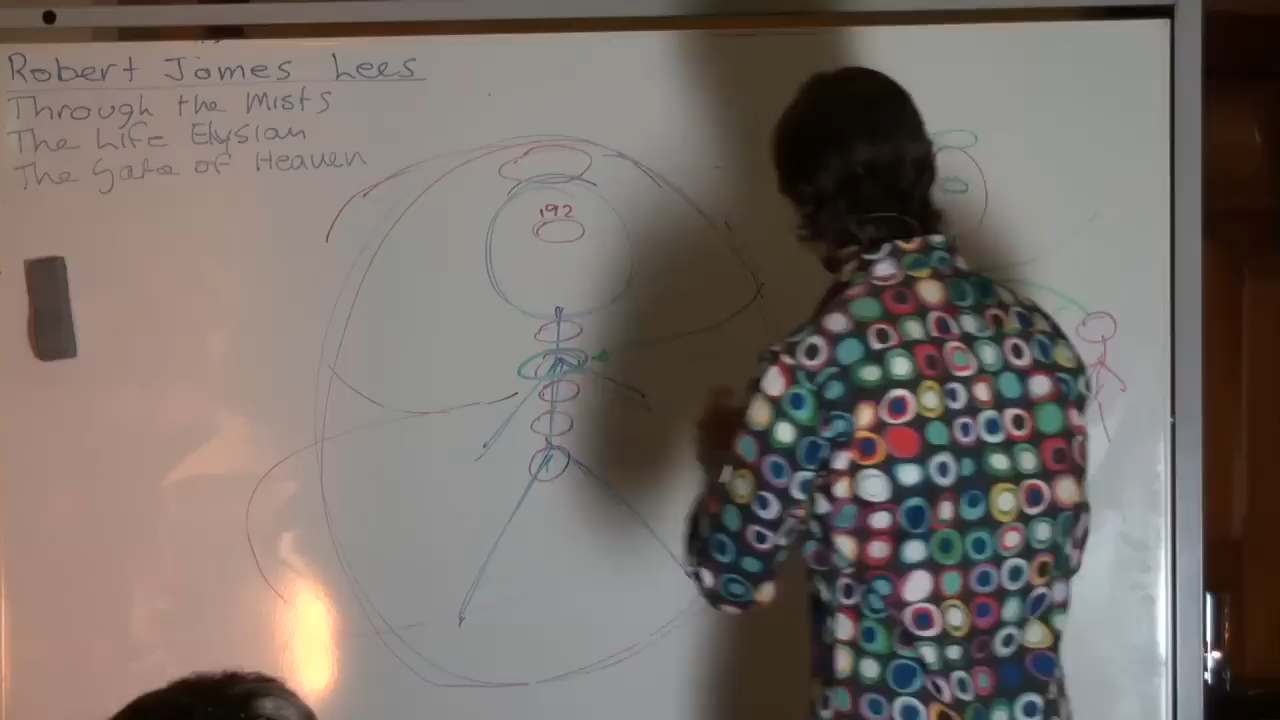 Robert James Lees
Through the Mists
The Life Elysian
The Gate of Heaven
192